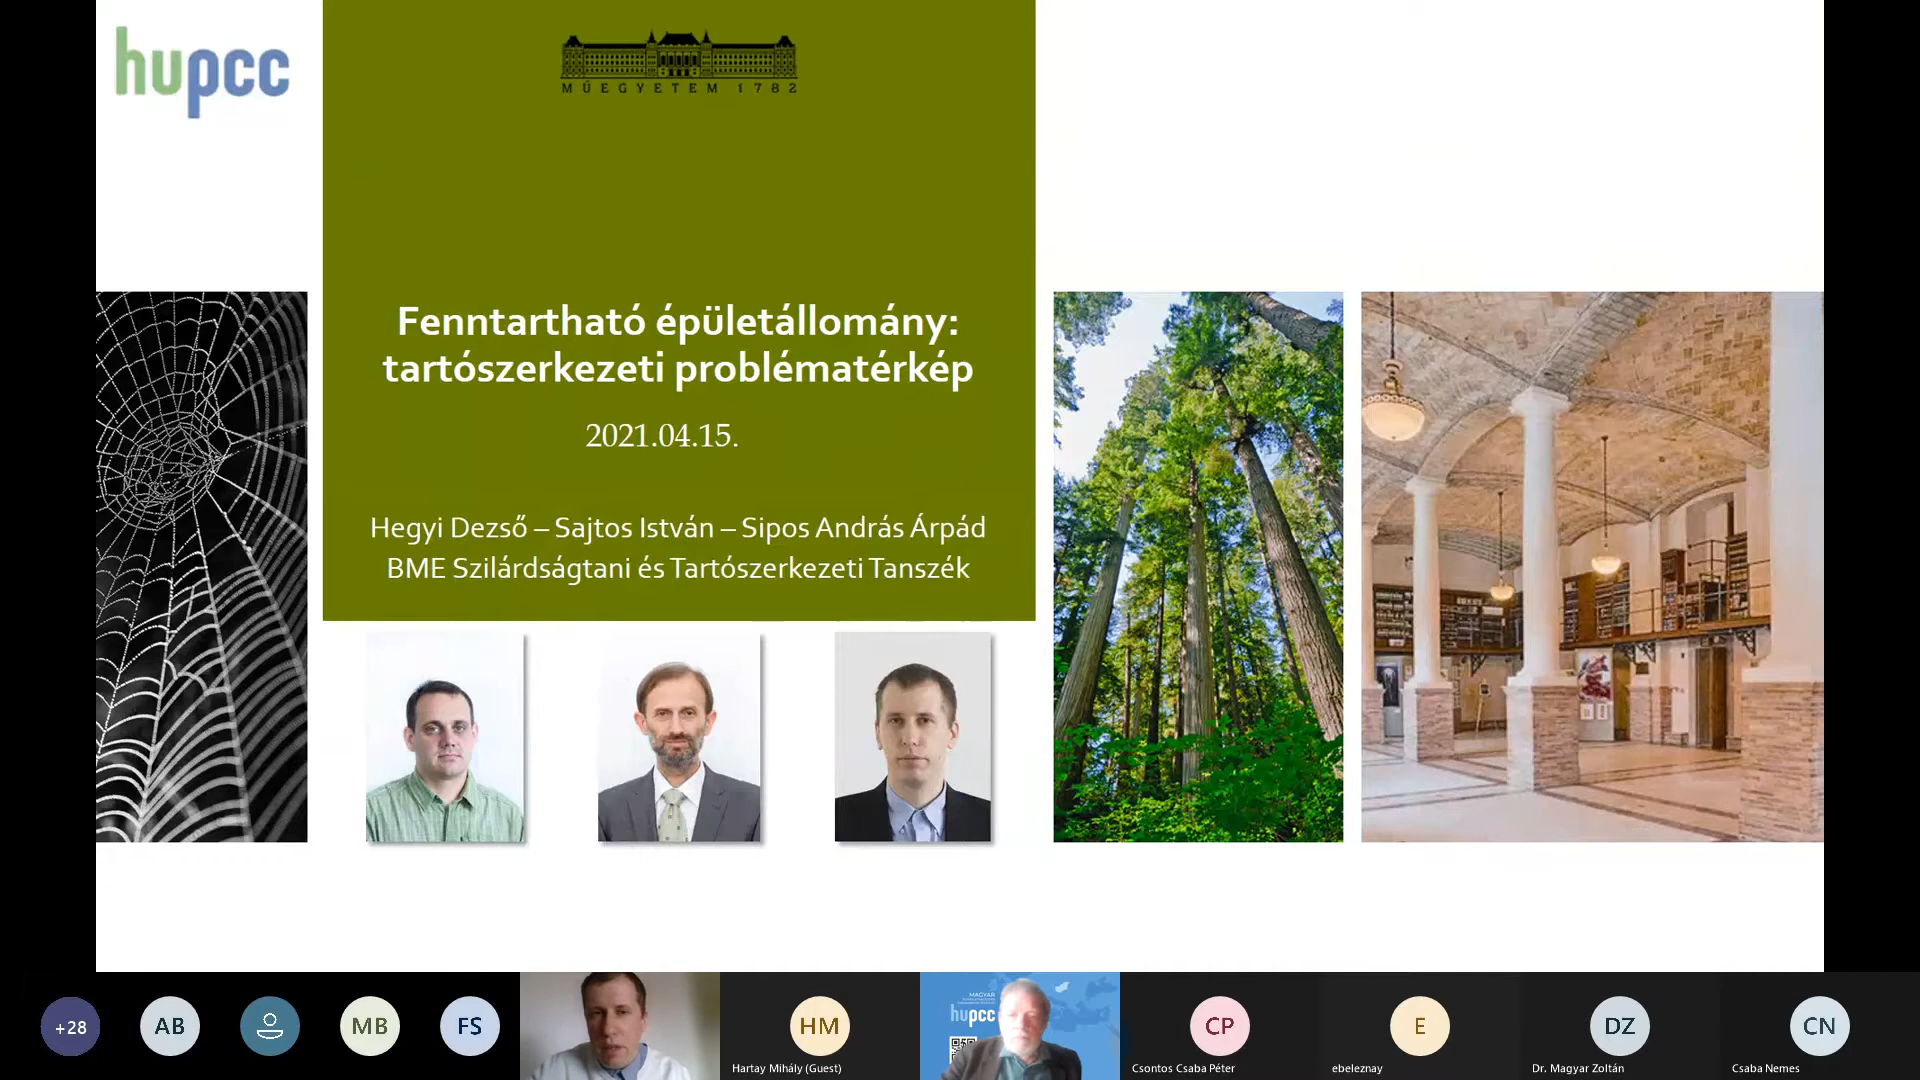 hupcc
MŰEGYETEM 1782
Fenntartható épületállomány:
tartószerkezeti problématérkép
2021.04.15.
Hegyi Dezső – Sajtos István – Sipos András Árpád
BME Szilárdságtani és Tartószerkezeti Tanszék
+28
AB
MB
FS
HM
Hartay Mihály (Guest)
MAGYAR
hupcc
CP
Csontos Csaba Péter
E
ebeleznay
DZ
Dr. Magyar Zoltán
CN
Csaba Nemes